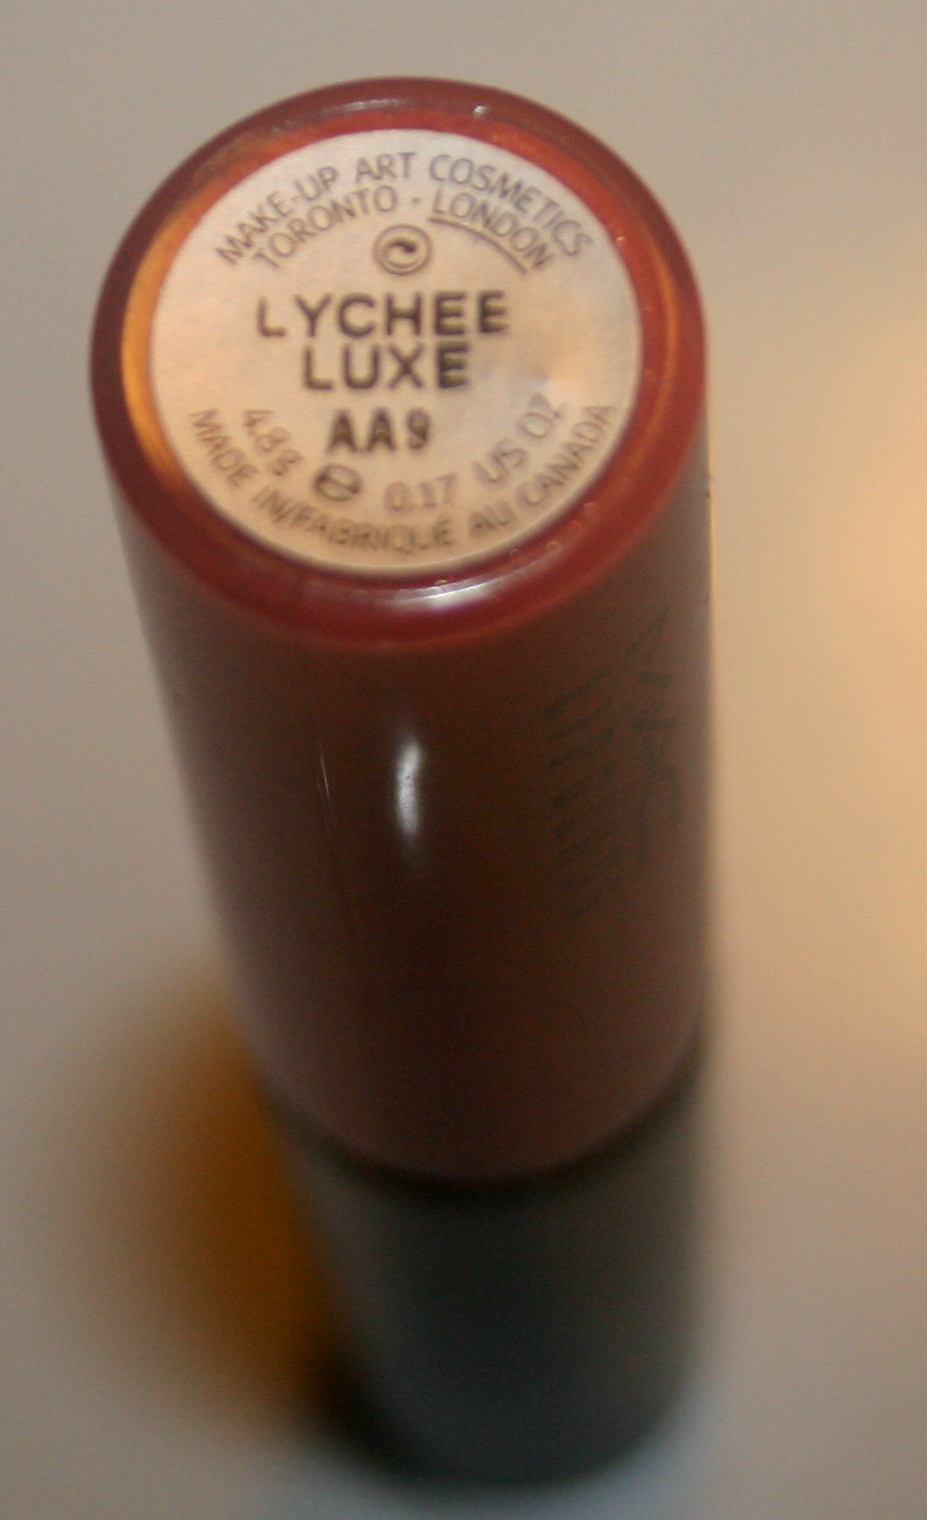 MAKE-UP ART COSMETICS
TORONTO · LONDON
LYCHEE
LUXE
AA9
4.8g e 0.17 US OZ
MADE IN/FABRIQUÉ AU CANADA